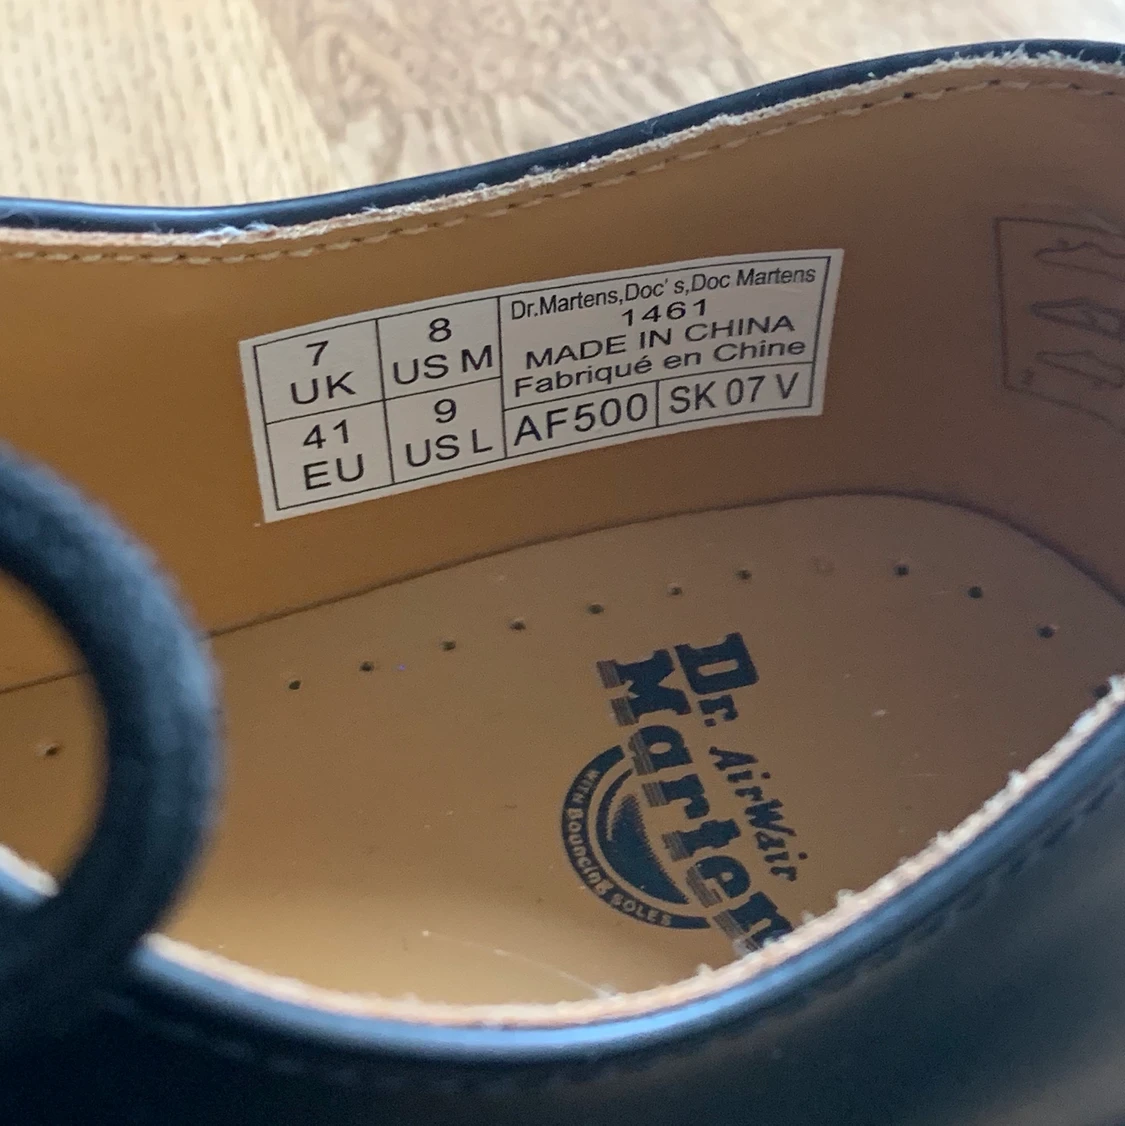 7
UK
8
US M
41
EU
9
US L
Dr.Martens,Doc's,Doc Martens
1461
MADE IN CHINA
Fabriqué en Chine
AF500
SK 07 V
Dr.
Martens
AirWair
WITH Bouncing SOLES